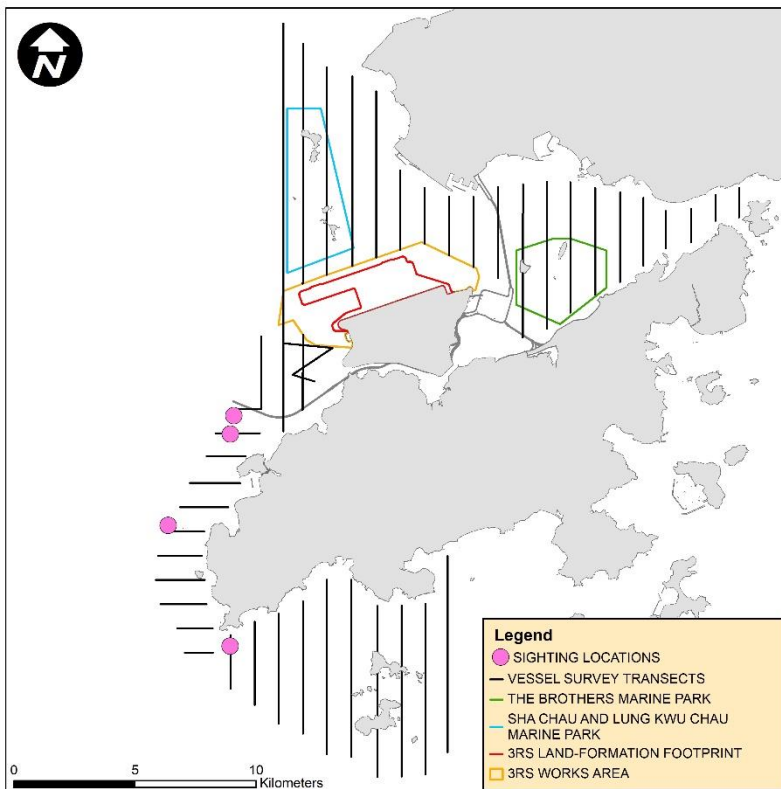 N
Legend
SIGHTING LOCATIONS
VESSEL SURVEY TRANSECTS
THE BROTHERS MARINE PARK
SHA CHAU AND LUNG KWU CHAU
MARINE PARK
3RS LAND-FORMATION FOOTPRINT
3RS WORKS AREA
0 5 10
Kilometers